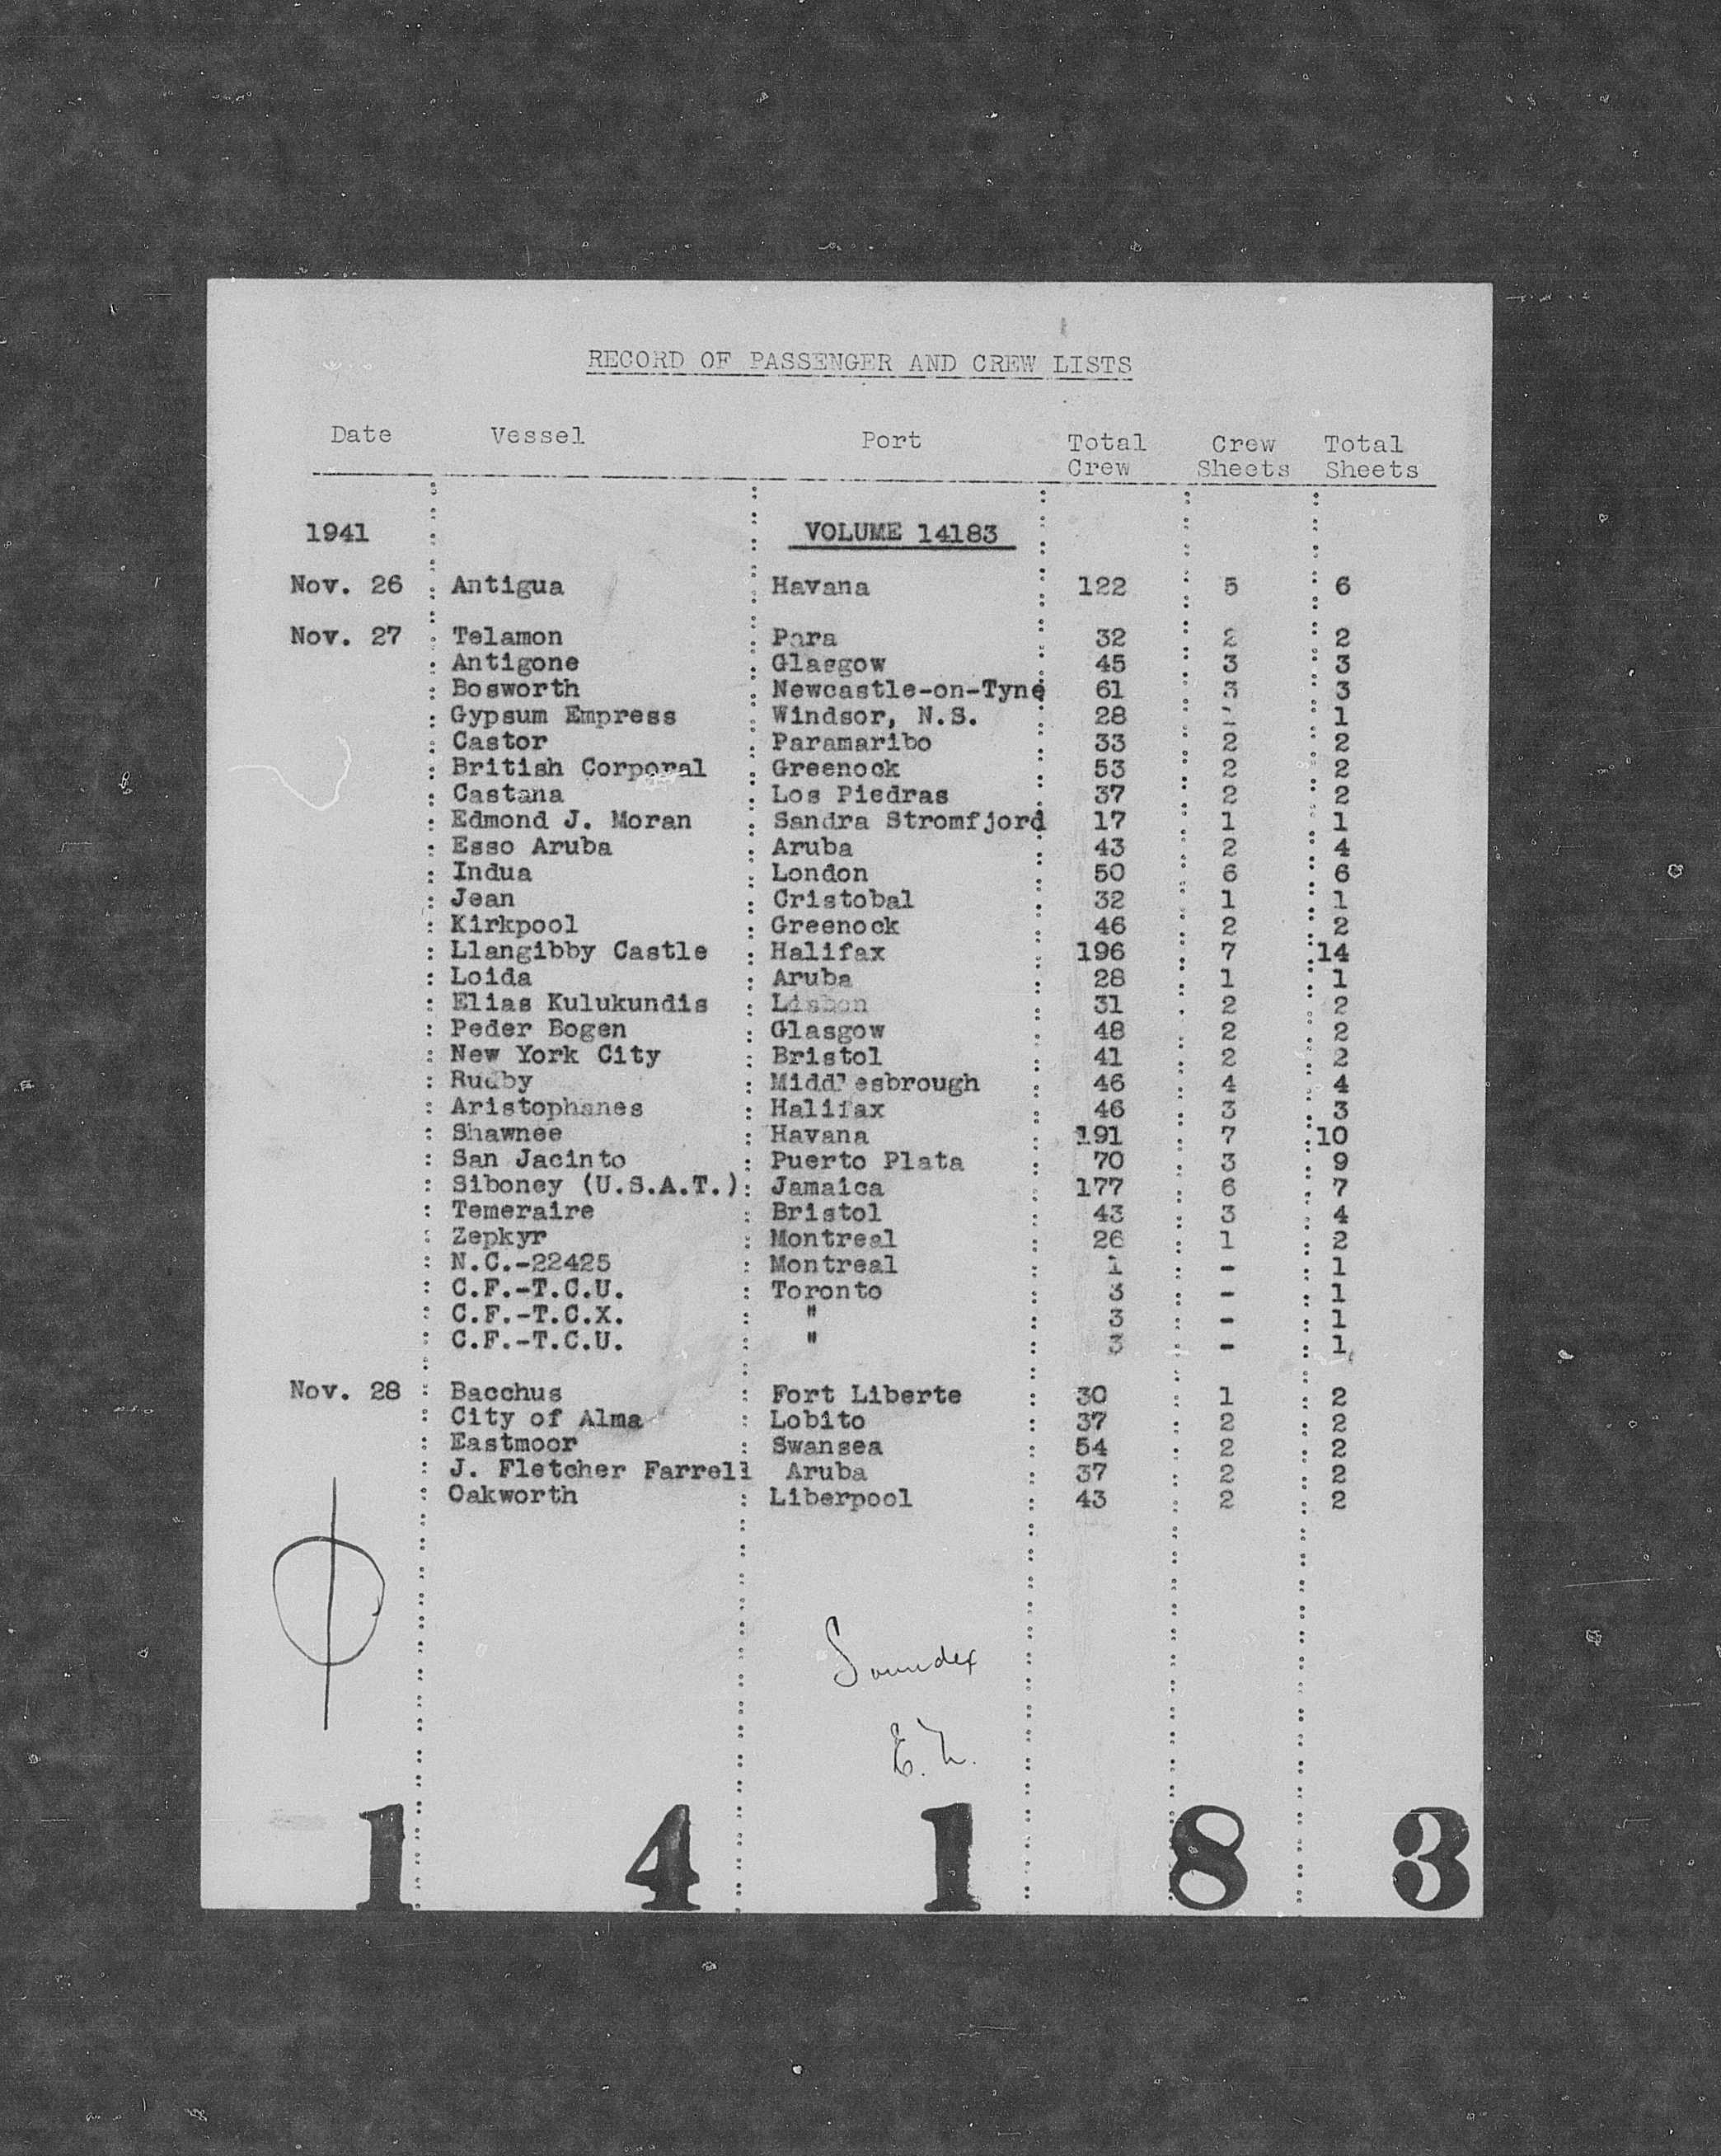 RECORD OF PASSENGER AND CREW LISTS
Date Vessel Port Total Crew Crew Sheets Total Sheets
1941 VOLUME 14183
Nov. 26 Antigua Havana 122 5 6
Nov. 27 Telamon Para 32 2 2
Antigone Glasgow 45 3 3
Bosworth Newcastle-on-Tyne 61 3 3
Gypsum Empress Windsor, N.S. 28 1
Castor Paramaribo 33 2 2
British Corporal Greenock 53 2 2
Castana Los Piedras 37 2 2
Edmond J. Moran Sandra Stromfjord 17 1 1
Esso Aruba Aruba 43 2 4
Indua London 50 6 6
Jean Cristobal 32 1 1
Kirkpool Greenock 46 2 2
Llangibby Castle Halifax 196 7 14
Loida Aruba 28 1 1
Elias Kulukundis Lisbon 31 2 2
Peder Bogen Glasgow 48 2 2
New York City Bristol 41 2 2
Rudby Middlesbrough 46 4 4
Aristophanes Halifax 46 3 3
Shawnee Havana 191 7 10
San Jacinto Puerto Plata 70 3 9
Siboney (U.S.A.T.) Jamaica 177 6 7
Temeraire Bristol 43 3 4
Zepkyr Montreal 26 1 2
N.C.-22425 Montreal 1 - 1
C.F.-T.C.U. Toronto 3 - 1
C.F.-T.C.X. " 3 - 1
C.F.-T.C.U. " 3 - 1
Nov. 28 Bacchus Fort Liberte 30 1 2
City of Alma Lobito 37 2 2
Eastmoor Swansea 54 2 2
J. Fletcher Farrell Aruba 37 2 2
Oakworth Liberpool 43 2 2
Soundex
1 4 1 8 3